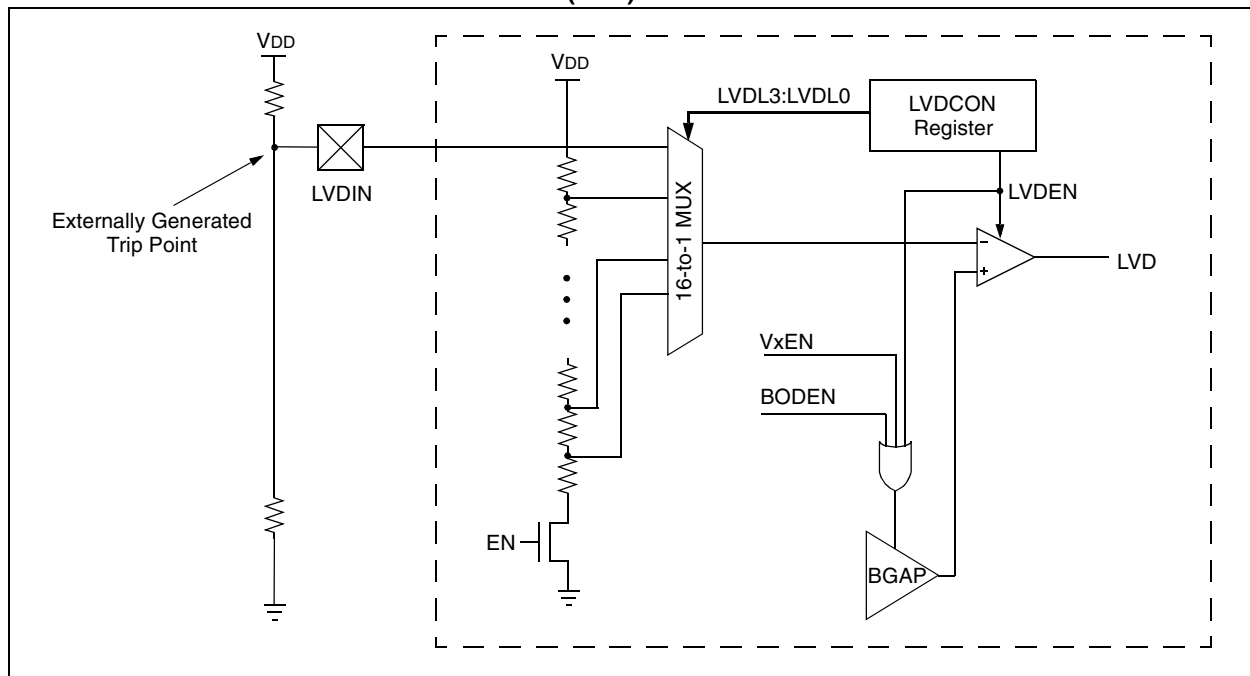 VDD
VDD
LVDL3:LVDL0
LVDCON
Register
LVDIN
LVDEN
Externally Generated
Trip Point
16-to-1 MUX
–
+
LVD
VxEN
BODEN
EN
BGAP